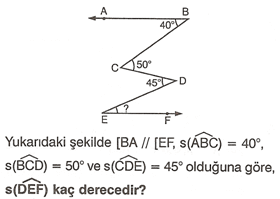 A
B
40°
C
50°
45°
D
?
E
F
Yukarıdaki şekilde [BA // [EF, s(ABC) = 40°,
s(BCD) = 50° ve s(CDE) = 45° olduğuna göre,
s(DEF) kaç derecedir?